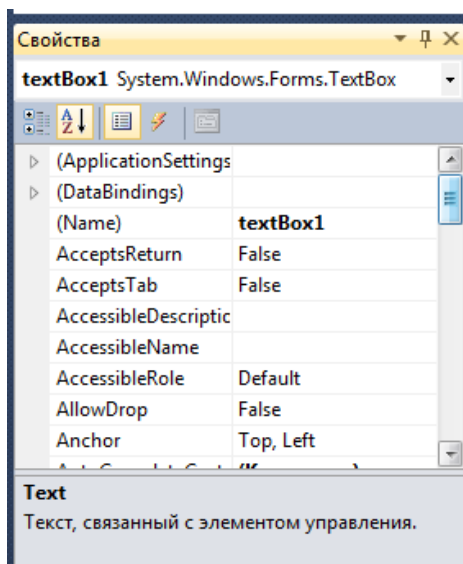 Свойства
textBox1 System.Windows.Forms.TextBox
(ApplicationSettings
(DataBindings)
(Name) textBox1
AcceptsReturn False
AcceptsTab False
AccessibleDescriptic
AccessibleName
AccessibleRole Default
AllowDrop False
Anchor Top, Left
Text
Текст, связанный с элементом управления.